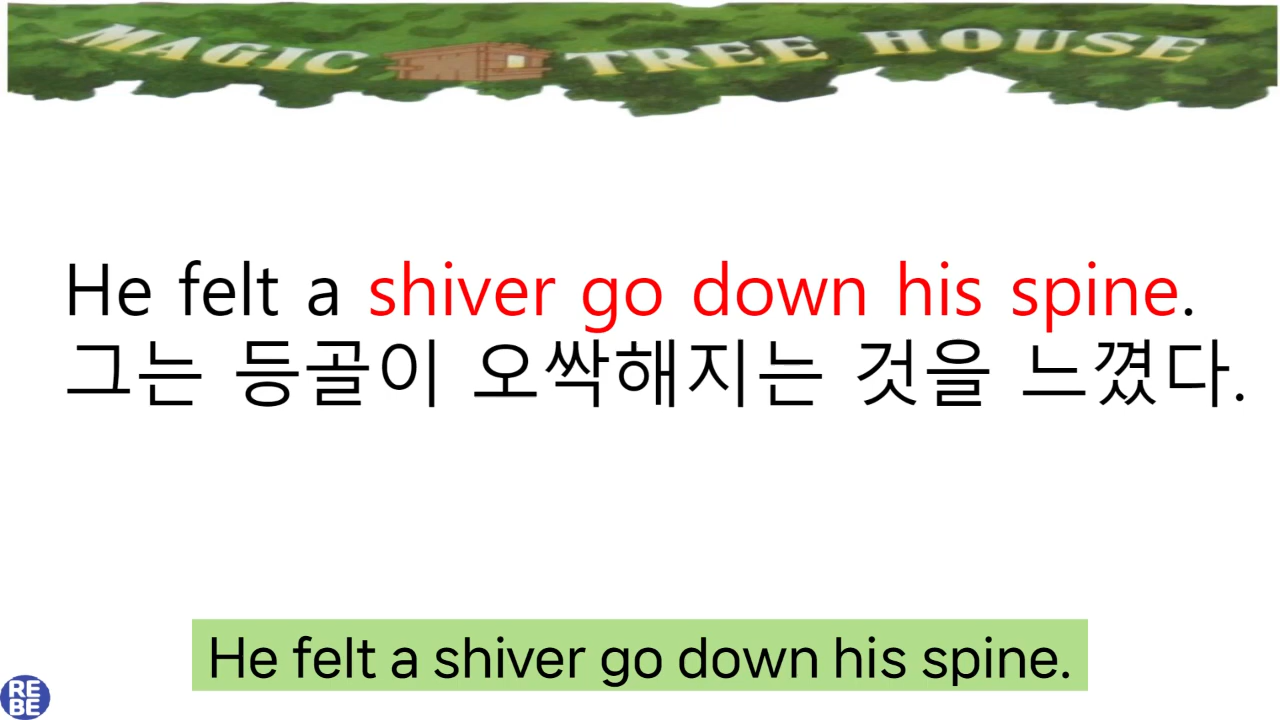 MAGIC TREE HOUSE
He felt a shiver go down his spine.
그는 등골이 오싹해지는 것을 느꼈다.
He felt a shiver go down his spine.
RE
BE